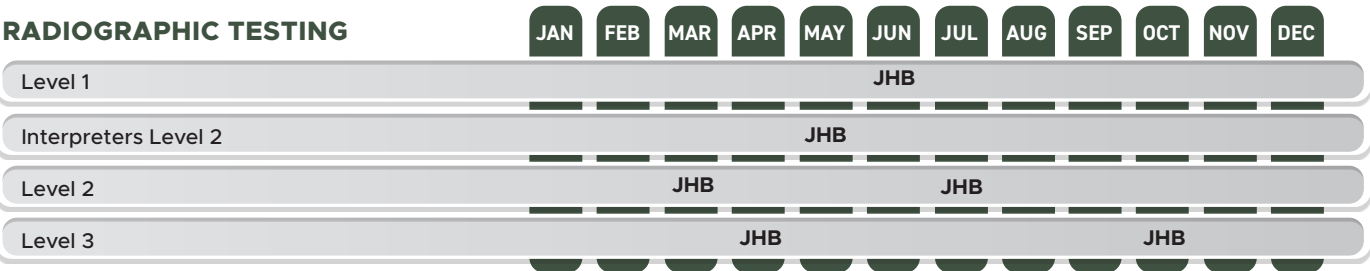 RADIOGRAPHIC TESTING JAN FEB MAR APR MAY JUN JUL AUG SEP OCT NOV DEC
Level 1 JHB
Interpreters Level 2 JHB
Level 2 JHB JHB
Level 3 JHB JHB